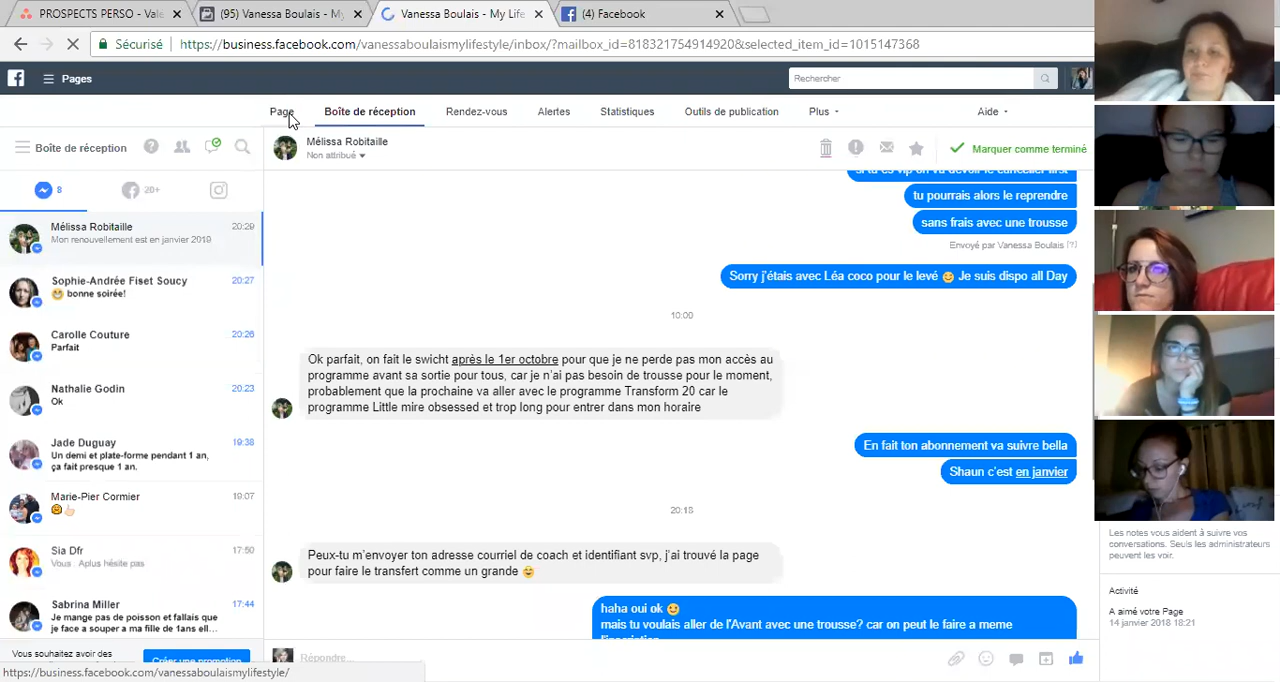 PROSPECTS PERSO - Vale
(95) Vanessa Boulais - My
Vanessa Boulais - My Life
(4) Facebook
Sécurisé
https://business.facebook.com/vanessaboulaismylifestyle/inbox/?mailbox_id=818321754914920&selected_item_id=1015147368
Pages
Rechercher
Page
Boîte de réception
Rendez-vous
Alertes
Statistiques
Outils de publication
Plus
Aide
Boîte de réception
8
20+
Mélissa Robitaille
20:29
Mon renouvellement est en janvier 2019
Sophie-Andrée Fiset Soucy
20:27
bonne soirée!
Carolle Couture
20:26
Parfait
Nathalie Godin
20:23
Ok
Jade Duguay
19:38
Un demi et plate-forme pendant 1 an,
ça fait presque 1 an.
Marie-Pier Cormier
19:07
Sia Dfr
17:50
Vous : Aplus hésite pas
Sabrina Miller
17:44
Je mange pas de poisson et fallais que
je face a souper a ma fille de 1ans ell...
Vous souhaitez avoir des
Créer une promotion
https://business.facebook.com/vanessaboulaismylifestyle/
Mélissa Robitaille
Non attribué
Marquer comme terminé
si tu es vip on va devoir le canceller first
tu pourrais alors le reprendre
sans frais avec une trousse
Envoyé par Vanessa Boulais [?]
Sorry j'étais avec Léa coco pour le levé 😄 Je suis dispo all Day
10:00
Ok parfait, on fait le swicht après le 1er octobre pour que je ne perde pas mon accès au
programme avant sa sortie pour tous, car je n'ai pas besoin de trousse pour le moment,
probablement que la prochaine va aller avec le programme Transform 20 car le
programme Little mire obsessed et trop long pour entrer dans mon horaire
En fait ton abonnement va suivre bella
Shaun c'est en janvier
20:18
Peux-tu m'envoyer ton adresse courriel de coach et identifiant svp, j'ai trouvé la page
pour faire le transfert comme un grande 😄
haha oui ok 😄
mais tu voulais aller de l'Avant avec une trousse? car on peut le faire a meme
l'inscription
Répondre...
Les notes vous aident à suivre vos
conversations. Seuls les administrateurs
peuvent les voir.
Activité
A aimé votre Page
14 janvier 2018 18:21